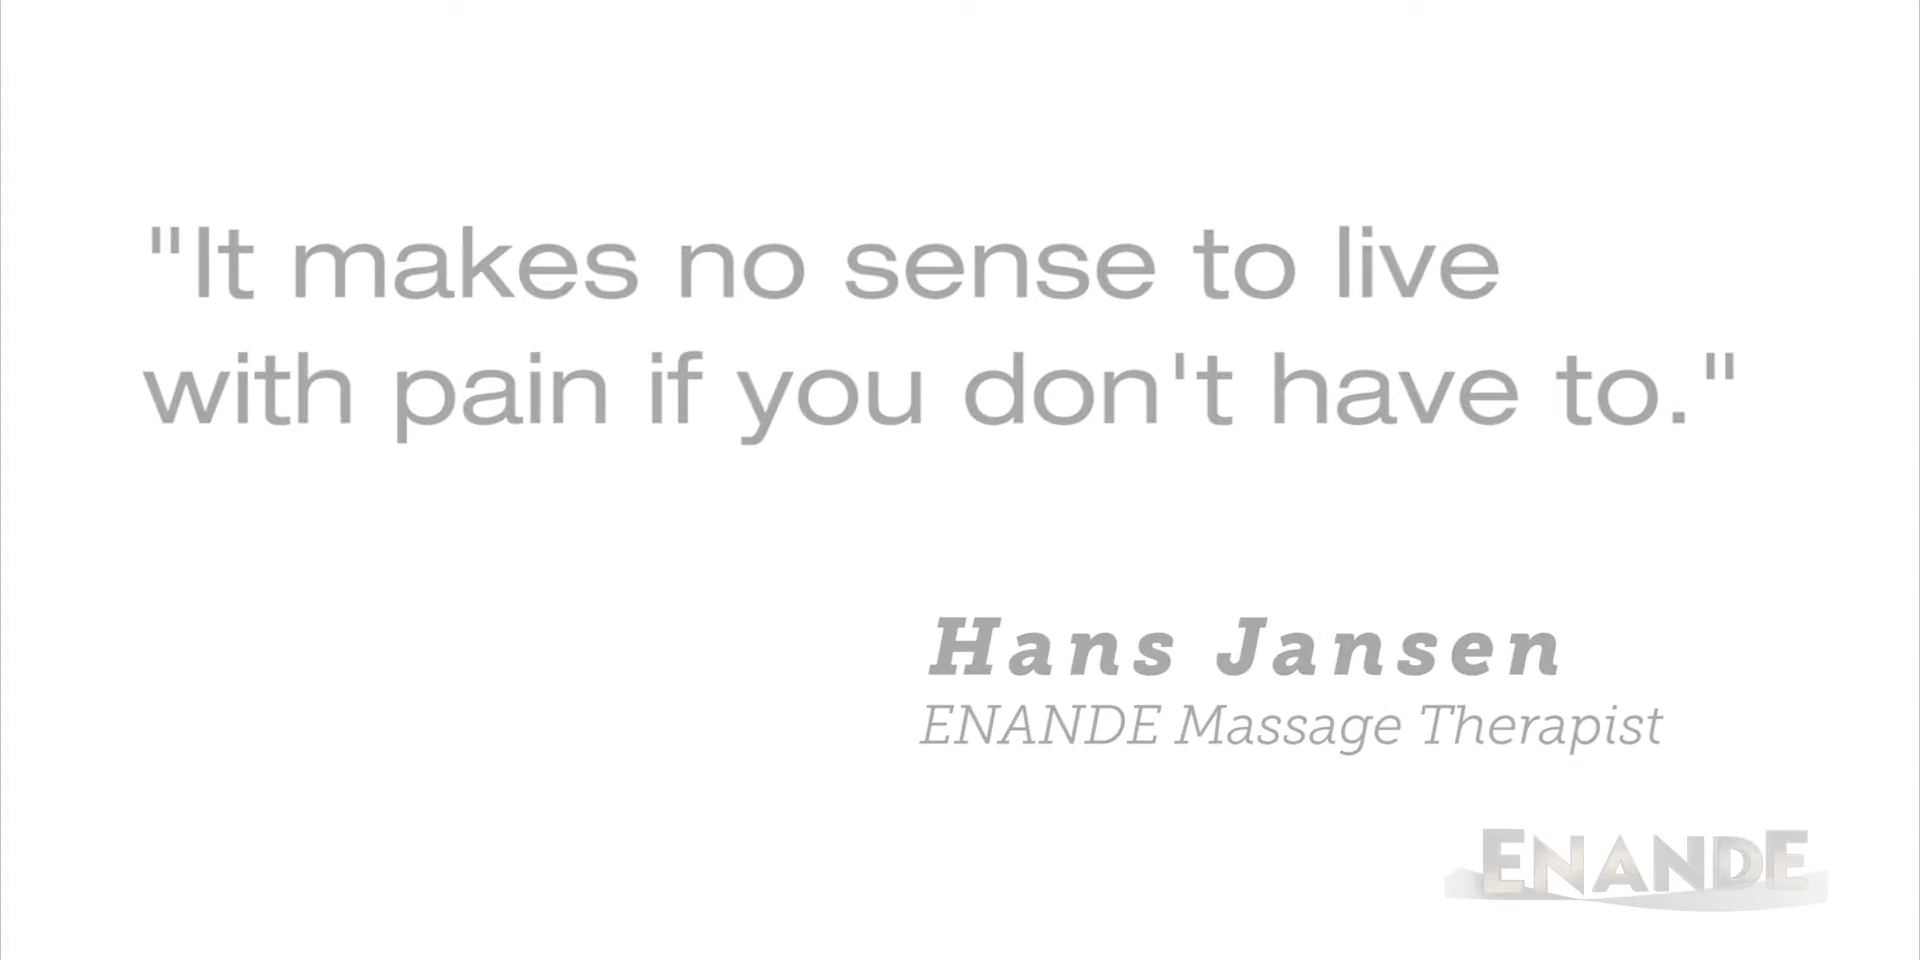 "It makes no sense to live
with pain if you don't have to."
Hans Jansen
ENANDE Massage Therapist
ENANDE